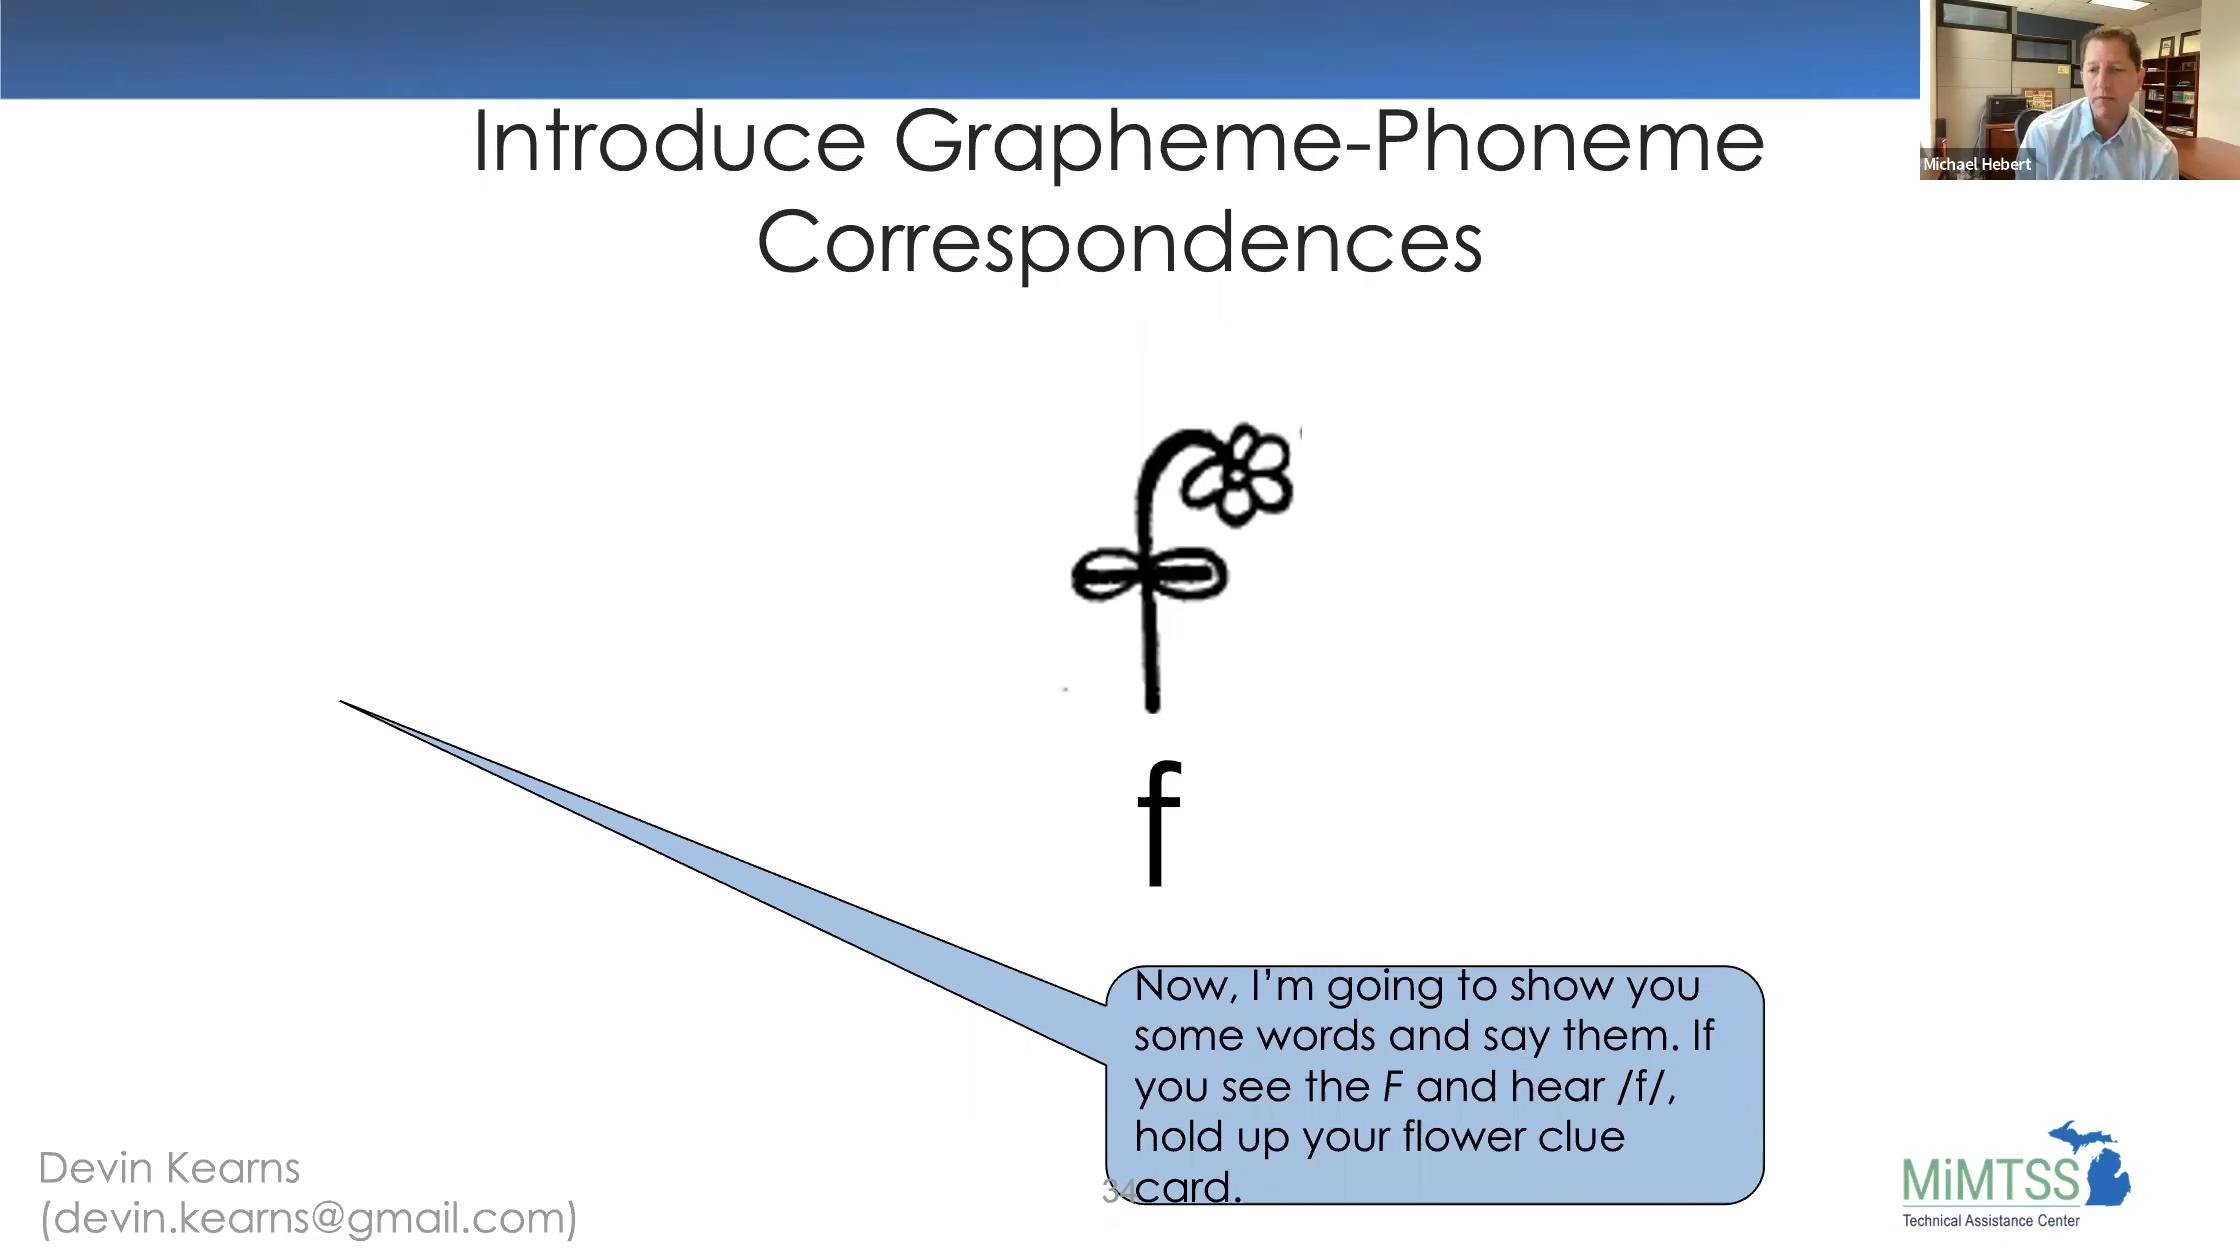 Michael Hebert
Introduce Grapheme-Phoneme
Correspondences
f
Now, I’m going to show you
some words and say them. If
you see the F and hear /f/,
hold up your flower clue
card.
34
Devin Kearns
(devin.kearns@gmail.com)
MiMTSS
Technical Assistance Center